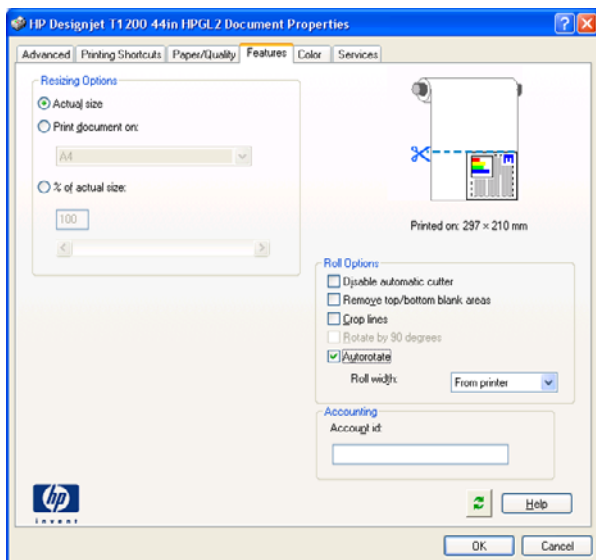 HP Designjet T1200 44in HPGL2 Document Properties
Advanced Printing Shortcuts Paper/Quality Features Color Services
Resizing Options
Actual size
Print document on:
A4
% of actual size:
100
Printed on: 297 × 210 mm
Roll Options
Disable automatic cutter
Remove top/bottom blank areas
Crop lines
Rotate by 90 degrees
Autorotate
Roll width: From printer
Accounting
Account id:
hp
invent
Help
OK Cancel